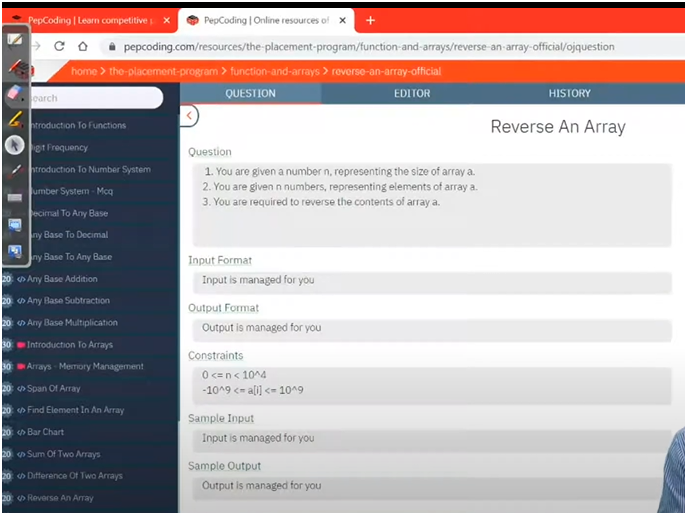 PepCoding | Learn competitive p
PepCoding | Online resources of
pepcoding.com/resources/the-placement-program/function-and-arrays/reverse-an-array-official/ojquestion
home > the-placement-program > function-and-arrays > reverse-an-array-official
earch
QUESTION EDITOR HISTORY
ntroduction To Functions
igit Frequency
ntroduction To Number System
umber System - Mcq
ecimal To Any Base
ny Base To Decimal
ny Base To Any Base
20 </> Any Base Addition
20 </> Any Base Subtraction
20 </> Any Base Multiplication
30 Introduction To Arrays
30 Arrays - Memory Management
20 </> Span Of Array
20 </> Find Element In An Array
20 </> Bar Chart
20 </> Sum Of Two Arrays
20 </> Difference Of Two Arrays
20 </> Reverse An Array
Reverse An Array
Question
1. You are given a number n, representing the size of array a.
2. You are given n numbers, representing elements of array a.
3. You are required to reverse the contents of array a.
Input Format
Input is managed for you
Output Format
Output is managed for you
Constraints
0 <= n < 10^4
-10^9 <= a[i] <= 10^9
Sample Input
Input is managed for you
Sample Output
Output is managed for you